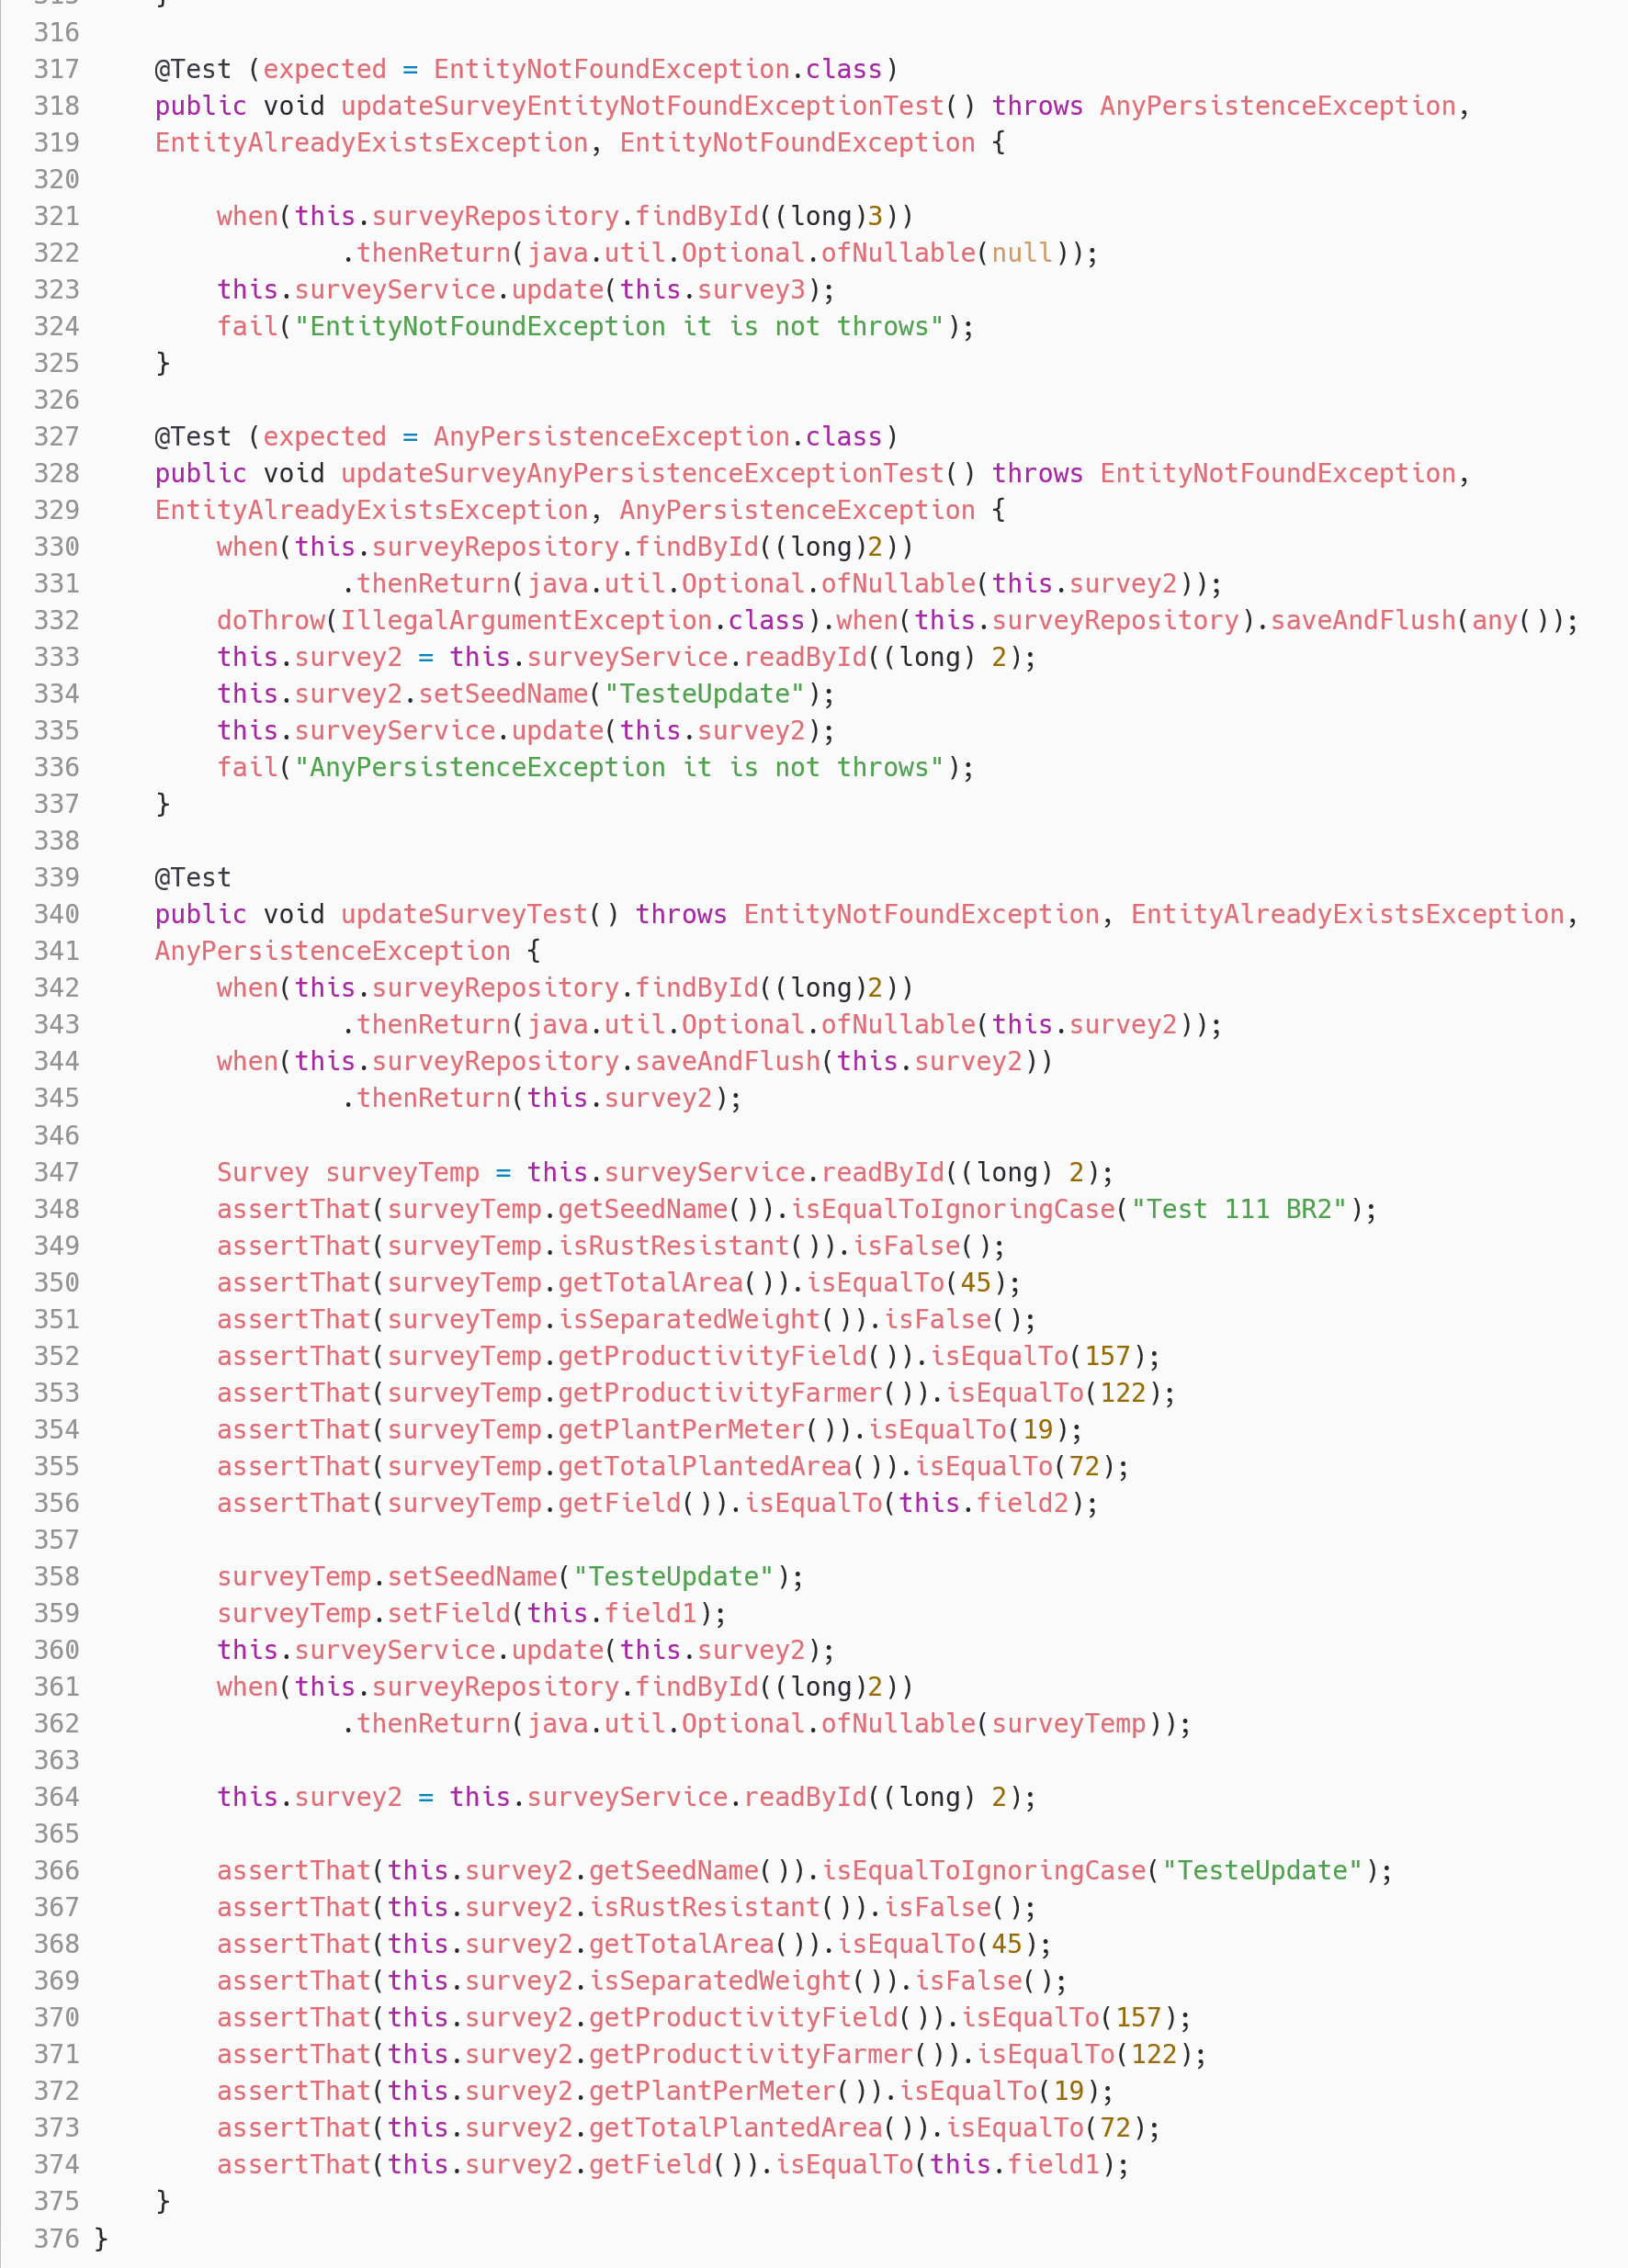 315     }
316
317     @Test (expected = EntityNotFoundException.class)
318     public void updateSurveyEntityNotFoundExceptionTest() throws AnyPersistenceException,
319     EntityAlreadyExistsException, EntityNotFoundException {
320
321         when(this.surveyRepository.findById((long)3))
322                 .thenReturn(java.util.Optional.ofNullable(null));
323         this.surveyService.update(this.survey3);
324         fail("EntityNotFoundException it is not throws");
325     }
326
327     @Test (expected = AnyPersistenceException.class)
328     public void updateSurveyAnyPersistenceExceptionTest() throws EntityNotFoundException,
329     EntityAlreadyExistsException, AnyPersistenceException {
330         when(this.surveyRepository.findById((long)2))
331                 .thenReturn(java.util.Optional.ofNullable(this.survey2));
332         doThrow(IllegalArgumentException.class).when(this.surveyRepository).saveAndFlush(any());
333         this.survey2 = this.surveyService.readById((long) 2);
334         this.survey2.setSeedName("TesteUpdate");
335         this.surveyService.update(this.survey2);
336         fail("AnyPersistenceException it is not throws");
337     }
338
339     @Test
340     public void updateSurveyTest() throws EntityNotFoundException, EntityAlreadyExistsException,
341     AnyPersistenceException {
342         when(this.surveyRepository.findById((long)2))
343                 .thenReturn(java.util.Optional.ofNullable(this.survey2));
344         when(this.surveyRepository.saveAndFlush(this.survey2))
345                 .thenReturn(this.survey2);
346
347         Survey surveyTemp = this.surveyService.readById((long) 2);
348         assertThat(surveyTemp.getSeedName()).isEqualToIgnoringCase("Test 111 BR2");
349         assertThat(surveyTemp.isRustResistant()).isFalse();
350         assertThat(surveyTemp.getTotalArea()).isEqualTo(45);
351         assertThat(surveyTemp.isSeparatedWeight()).isFalse();
352         assertThat(surveyTemp.getProductivityField()).isEqualTo(157);
353         assertThat(surveyTemp.getProductivityFarmer()).isEqualTo(122);
354         assertThat(surveyTemp.getPlantPerMeter()).isEqualTo(19);
355         assertThat(surveyTemp.getTotalPlantedArea()).isEqualTo(72);
356         assertThat(surveyTemp.getField()).isEqualTo(this.field2);
357
358         surveyTemp.setSeedName("TesteUpdate");
359         surveyTemp.setField(this.field1);
360         this.surveyService.update(this.survey2);
361         when(this.surveyRepository.findById((long)2))
362                 .thenReturn(java.util.Optional.ofNullable(surveyTemp));
363
364         this.survey2 = this.surveyService.readById((long) 2);
365
366         assertThat(this.survey2.getSeedName()).isEqualToIgnoringCase("TesteUpdate");
367         assertThat(this.survey2.isRustResistant()).isFalse();
368         assertThat(this.survey2.getTotalArea()).isEqualTo(45);
369         assertThat(this.survey2.isSeparatedWeight()).isFalse();
370         assertThat(this.survey2.getProductivityField()).isEqualTo(157);
371         assertThat(this.survey2.getProductivityFarmer()).isEqualTo(122);
372         assertThat(this.survey2.getPlantPerMeter()).isEqualTo(19);
373         assertThat(this.survey2.getTotalPlantedArea()).isEqualTo(72);
374         assertThat(this.survey2.getField()).isEqualTo(this.field1);
375     }
376 }